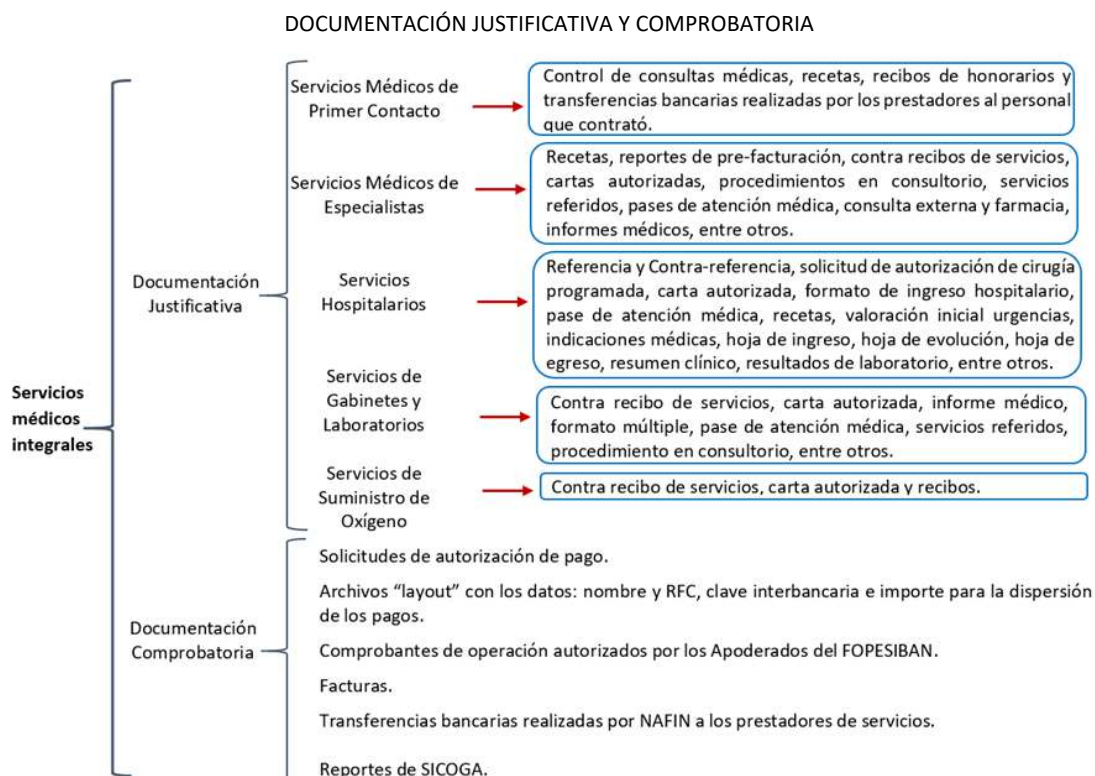 DOCUMENTACIÓN JUSTIFICATIVA Y COMPROBATORIA
Servicios
médicos
integrales
Documentación
Justificativa
Servicios Médicos de
Primer Contacto
Control de consultas médicas, recetas, recibos de honorarios y
transferencias bancarias realizadas por los prestadores al personal
que contrató.
Servicios Médicos de
Especialistas
Recetas, reportes de pre-facturación, contra recibos de servicios,
cartas autorizadas, procedimientos en consultorio, servicios
referidos, pases de atención médica, consulta externa y farmacia,
informes médicos, entre otros.
Servicios
Hospitalarios
Referencia y Contra-referencia, solicitud de autorización de cirugía
programada, carta autorizada, formato de ingreso hospitalario,
pase de atención médica, recetas, valoración inicial urgencias,
indicaciones médicas, hoja de ingreso, hoja de evolución, hoja de
egreso, resumen clínico, resultados de laboratorio, entre otros.
Servicios de
Gabinetes y
Laboratorios
Contra recibo de servicios, carta autorizada, informe médico,
formato múltiple, pase de atención médica, servicios referidos,
procedimiento en consultorio, entre otros.
Servicios de
Suministro de
Oxígeno
Contra recibo de servicios, carta autorizada y recibos.
Documentación
Comprobatoria
Solicitudes de autorización de pago.
Archivos “layout” con los datos: nombre y RFC, clave interbancaria e importe para la dispersión
de los pagos.
Comprobantes de operación autorizados por los Apoderados del FOPESIBAN.
Facturas.
Transferencias bancarias realizadas por NAFIN a los prestadores de servicios.
Reportes de SICOGA.